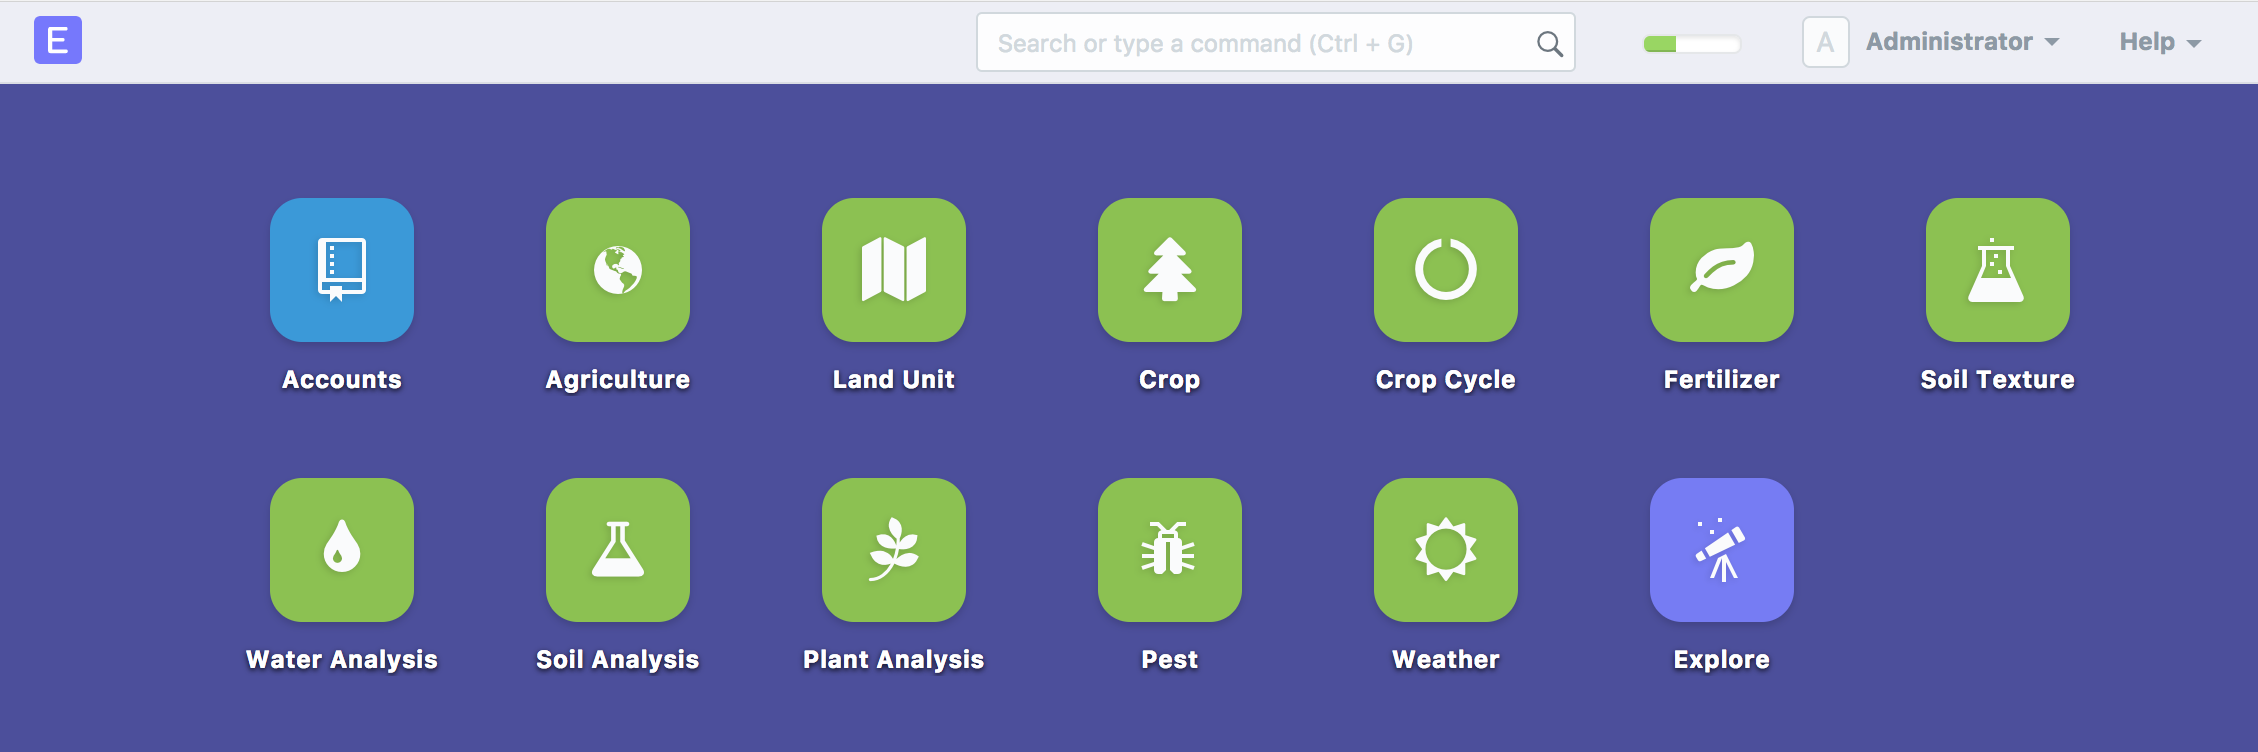 E
Search or type a command (Ctrl + G)
A Administrator
Help
Accounts
Agriculture
Land Unit
Crop
Crop Cycle
Fertilizer
Soil Texture
Water Analysis
Soil Analysis
Plant Analysis
Pest
Weather
Explore